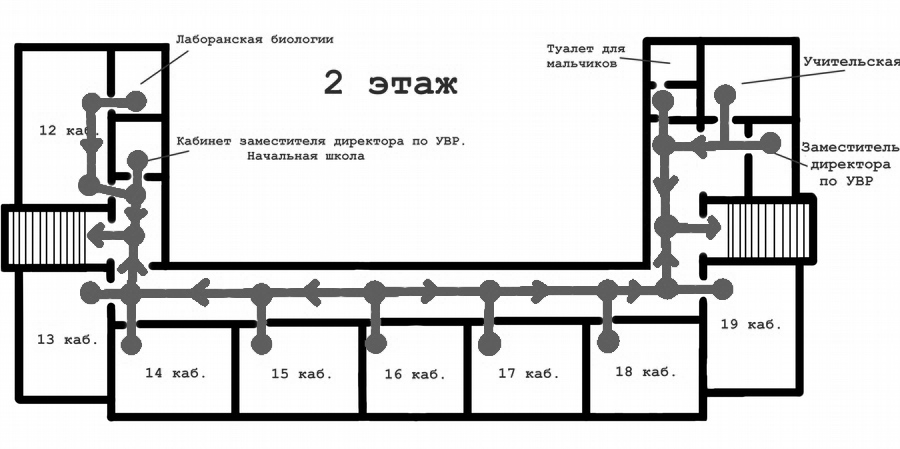 Лаборанская биологии
2 этаж
Туалет для
мальчиков
Учительская
12 каб.
Кабинет заместителя директора по УВР.
Начальная школа
Заместитель
директора
по УВР
13 каб.
14 каб.
15 каб.
16 каб.
17 каб.
18 каб.
19 каб.